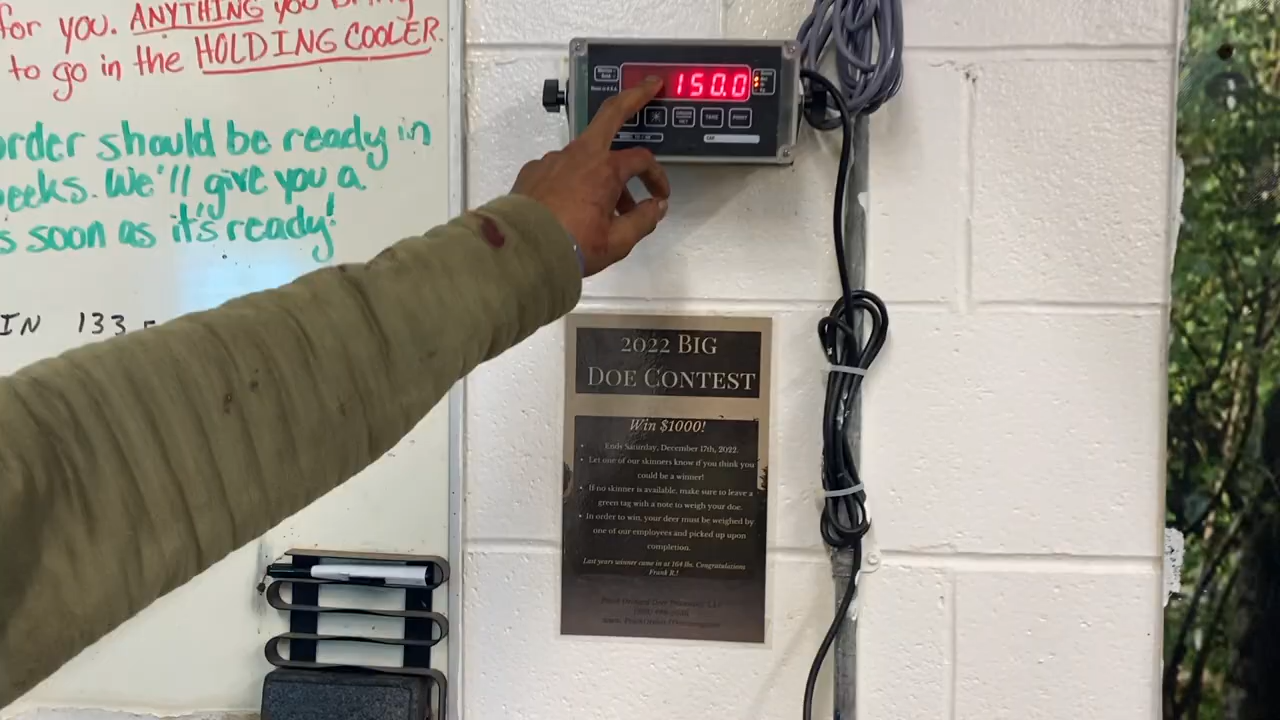 for you. ANYTHING you
to go in the HOLDING COOLER.
order should be ready in
eeks. We'll give you a
s soon as it's ready!
IN 133
150.0
TARE
PRINT
2022 BIG
DOE CONTEST
Win $1000!
• Ends Saturday, December 17th, 2022.
• Let one of our skinners know if you think you
could be a winner!
• If no skinner is available, make sure to leave a
green tag with a note to weigh your doe.
• In order to win, your deer must be weighed by
one of our employees and picked up upon
completion.
Last years winner came in at 164 lbs. Congratulations
Frank R.!